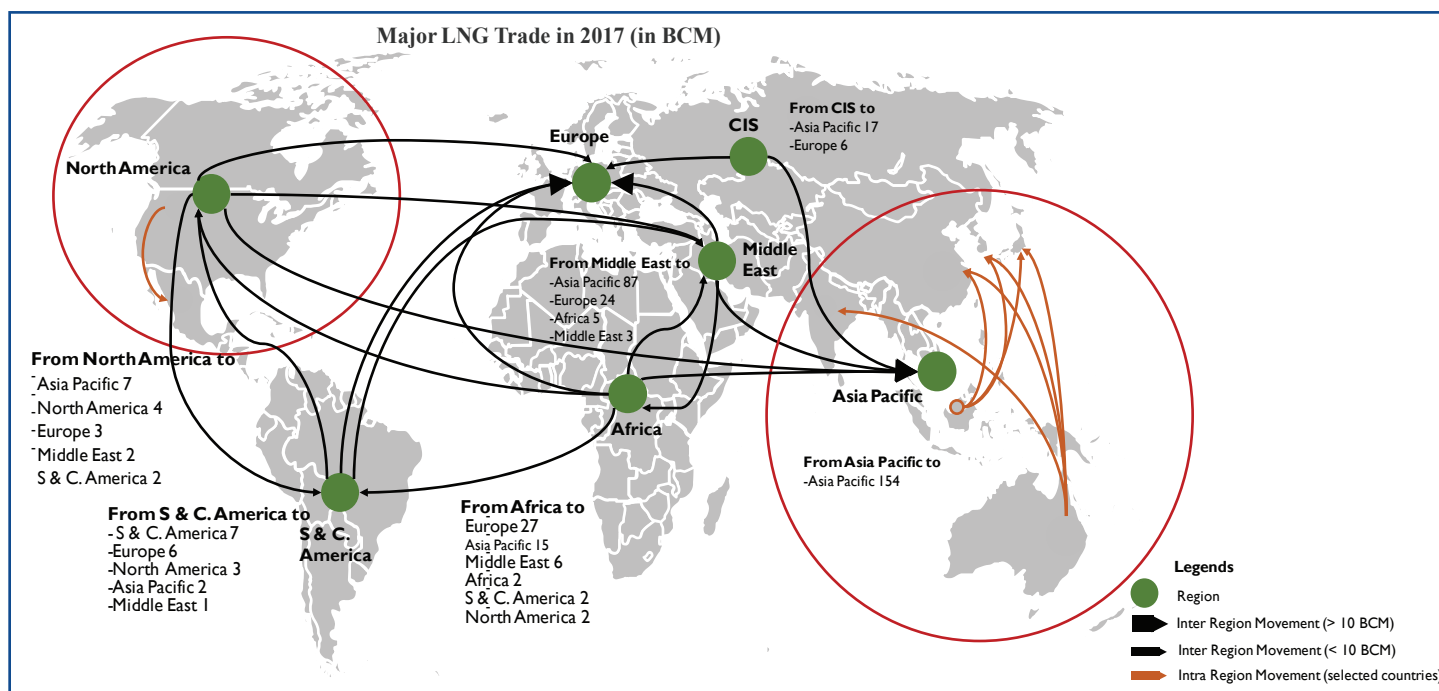 Major LNG Trade in 2017 (in BCM)
North America
Europe
CIS
From CIS to
-Asia Pacific 17
-Europe 6
Middle
East
From Middle East to
-Asia Pacific 87
-Europe 24
-Africa 5
-Middle East 3
From North America to
- Asia Pacific 7
- North America 4
- Europe 3
- Middle East 2
S & C. America 2
Asia Pacific
Africa
From Asia Pacific to
-Asia Pacific 154
From S & C. America to
- S & C. America 7
-Europe 6
-North America 3
-Asia Pacific 2
-Middle East 1
S & C.
America
From Africa to
- Europe 27
- Asia Pacific 15
- Middle East 6
- Africa 2
- S & C. America 2
- North America 2
Legends
Region
Inter Region Movement (> 10 BCM)
Inter Region Movement (< 10 BCM)
Intra Region Movement (selected countries)